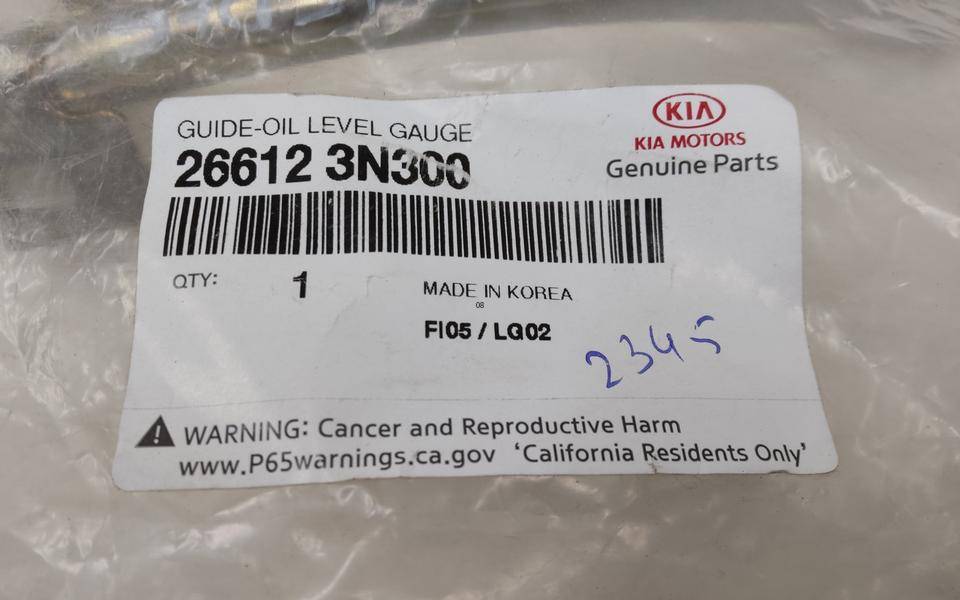 GUIDE-OIL LEVEL GAUGE
26612 3N300
KIA
KIA MOTORS
Genuine Parts
QTY: 1
MADE IN KOREA
08
FI05 / LG02
2345
WARNING: Cancer and Reproductive Harm
www.P65warnings.ca.gov 'California Residents Only'